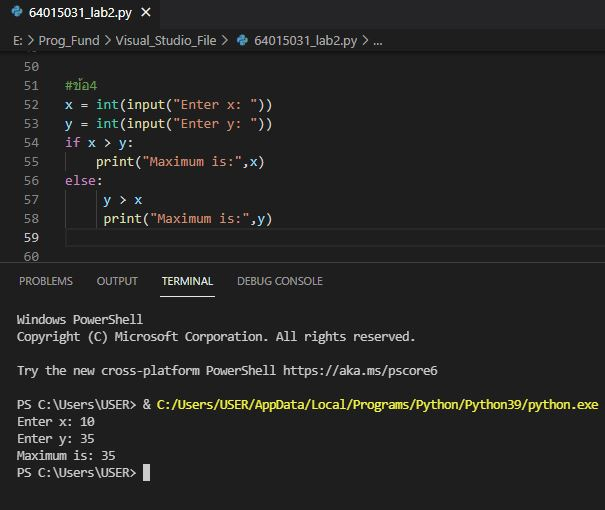 64015031_lab2.py
E: > Prog_Fund > Visual_Studio_File > 64015031_lab2.py > ...
50
51 #ข้อ4
52 x = int(input("Enter x: "))
53 y = int(input("Enter y: "))
54 if x > y:
55     print("Maximum is:",x)
56 else:
57      y > x
58      print("Maximum is:",y)
59
60
PROBLEMS OUTPUT TERMINAL DEBUG CONSOLE
Windows PowerShell
Copyright (C) Microsoft Corporation. All rights reserved.
Try the new cross-platform PowerShell https://aka.ms/pscore6
PS C:\Users\USER> & C:/Users/USER/AppData/Local/Programs/Python/Python39/python.exe
Enter x: 10
Enter y: 35
Maximum is: 35
PS C:\Users\USER>